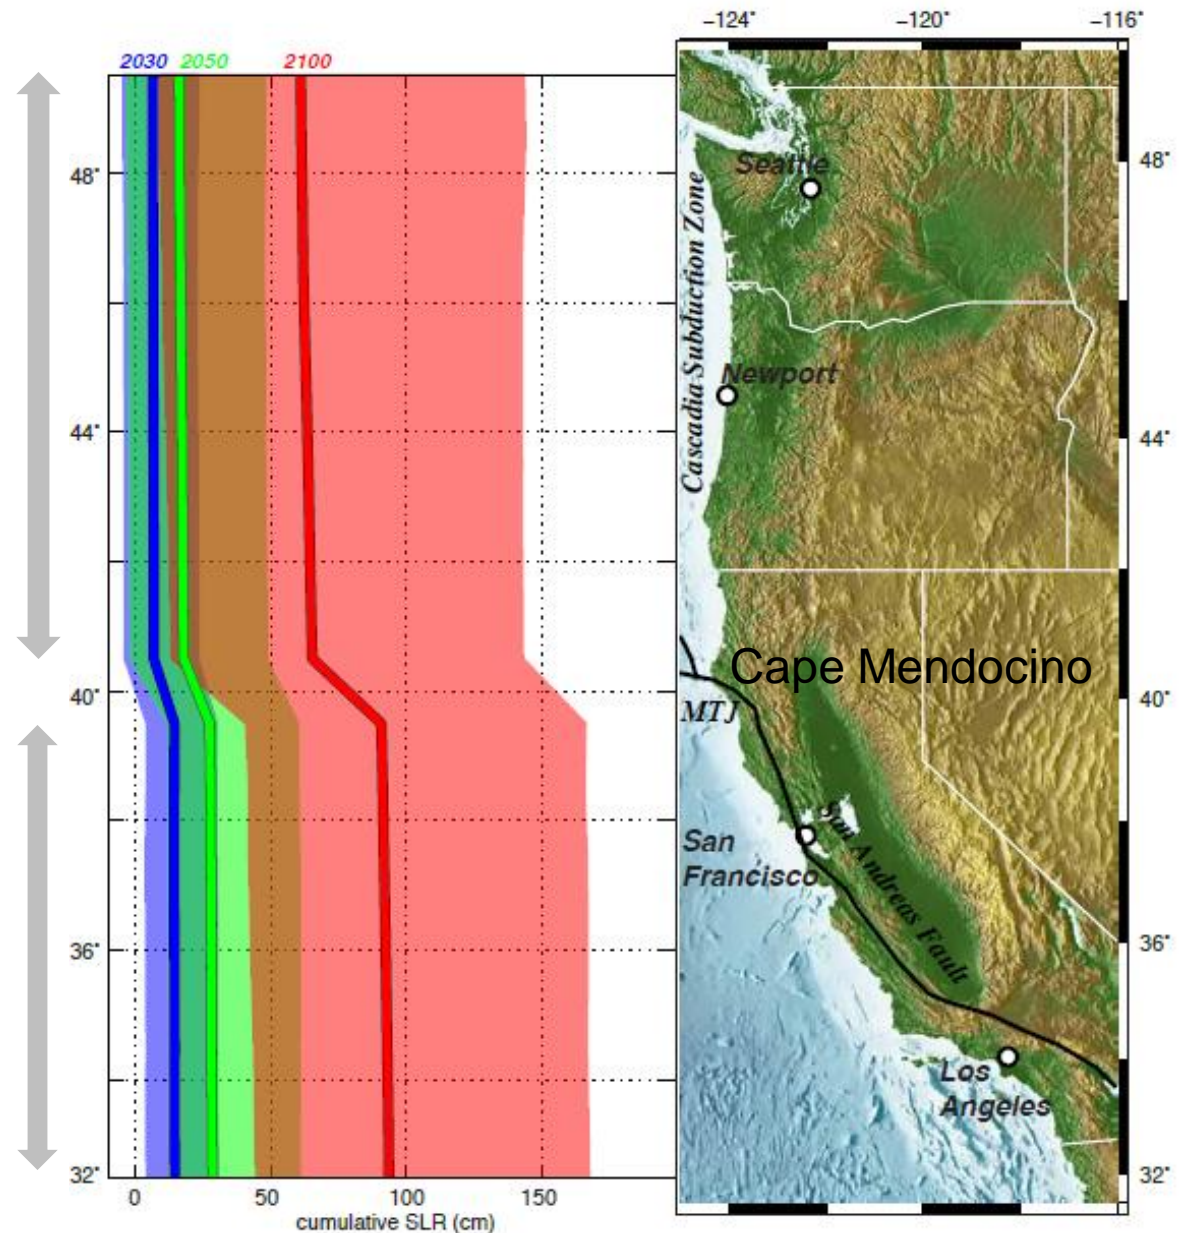 2030 2050 2100
48°
44°
40°
36°
32°
0 50 100 150
cumulative SLR (cm)
−124° −120° −116°
48°
44°
40°
36°
32°
Seattle
Cascadia Subduction Zone
Newport
Cape Mendocino
MTJ
San
Francisco
San Andreas Fault
Los
Angeles